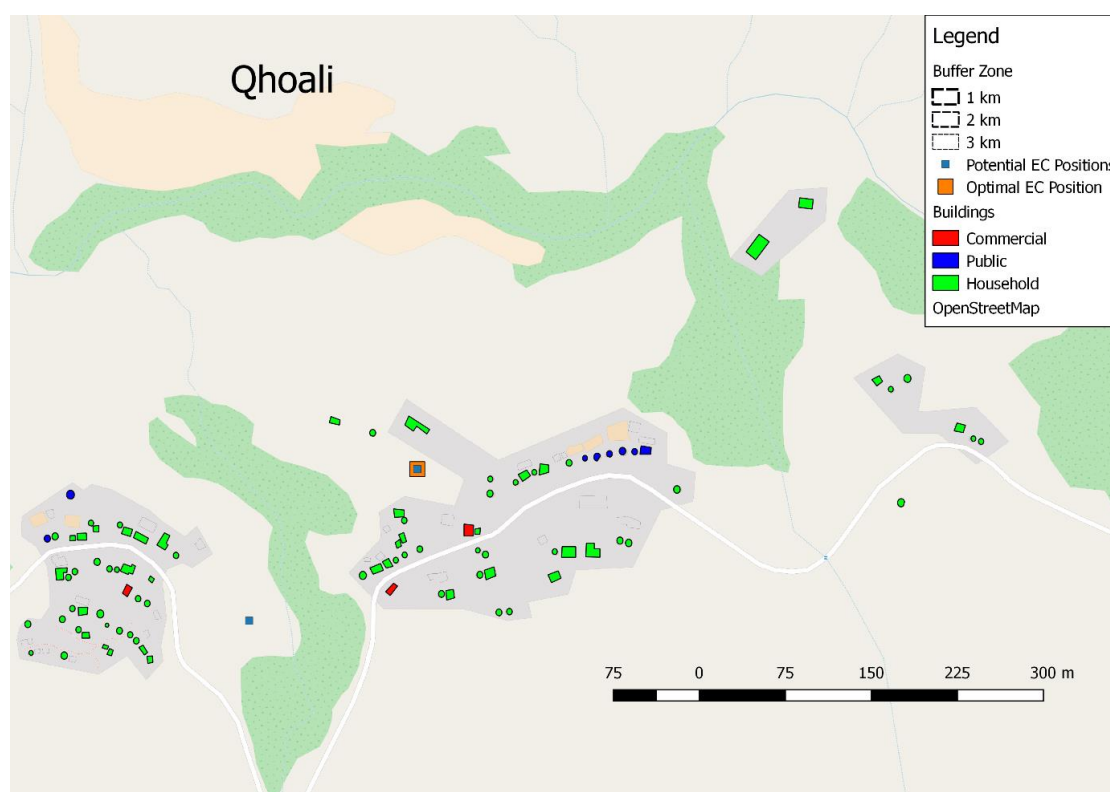 Qhoali
Legend
Buffer Zone
1 km
2 km
3 km
Potential EC Positions
Optimal EC Position
Buildings
Commercial
Public
Household
OpenStreetMap
75 0 75 150 225 300 m